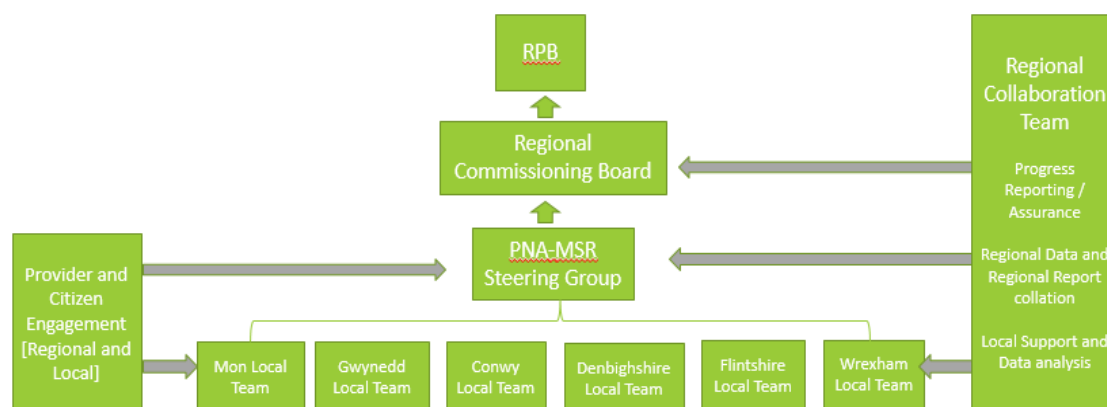 RPB
Regional
Commissioning Board
PNA-MSR
Steering Group
Provider and
Citizen
Engagement
[Regional and
Local]
Mon Local
Team
Gwynedd
Local Team
Conwy
Local Team
Denbighshire
Local Team
Flintshire
Local Team
Wrexham
Local Team
Regional
Collaboration
Team
Progress
Reporting /
Assurance
Regional Data and
Regional Report
collation
Local Support and
Data analysis